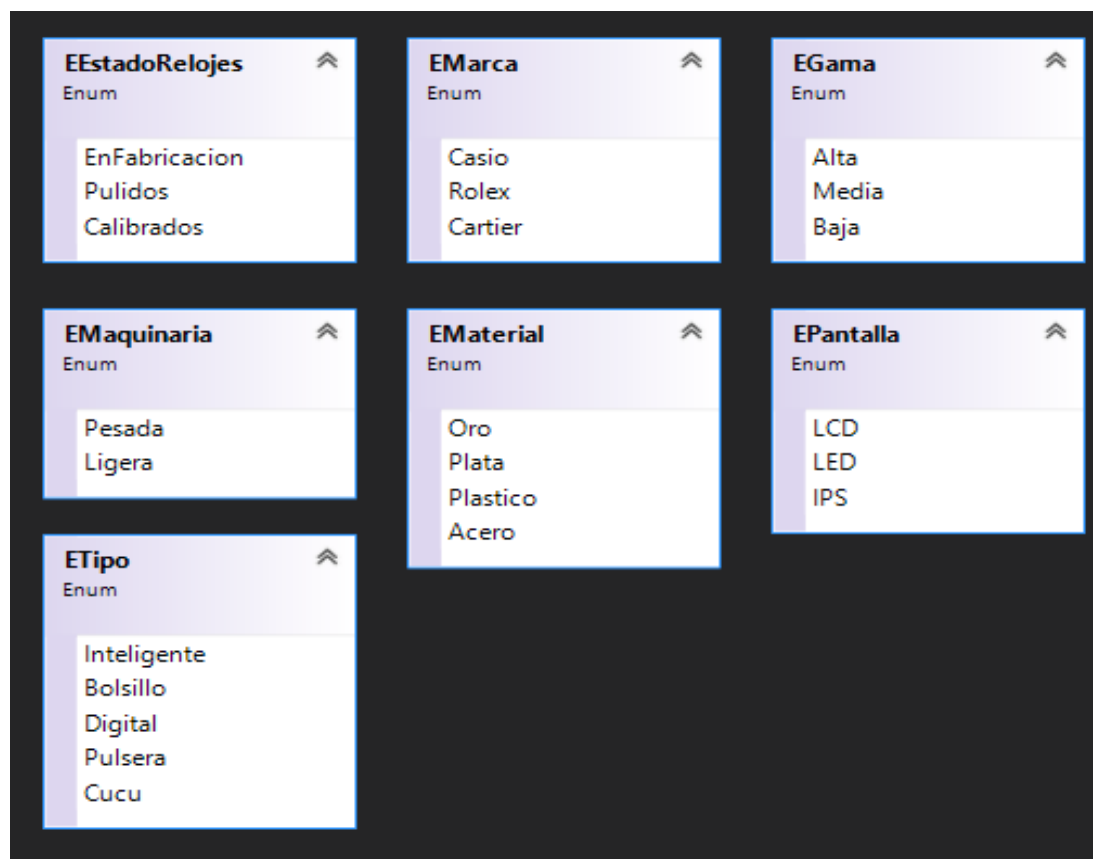 EEstadoRelojes
Enum
EnFabricacion
Pulidos
Calibrados
EMarca
Enum
Casio
Rolex
Cartier
EGama
Enum
Alta
Media
Baja
EMaquinaria
Enum
Pesada
Ligera
EMaterial
Enum
Oro
Plata
Plastico
Acero
EPantalla
Enum
LCD
LED
IPS
ETipo
Enum
Inteligente
Bolsillo
Digital
Pulsera
Cucu